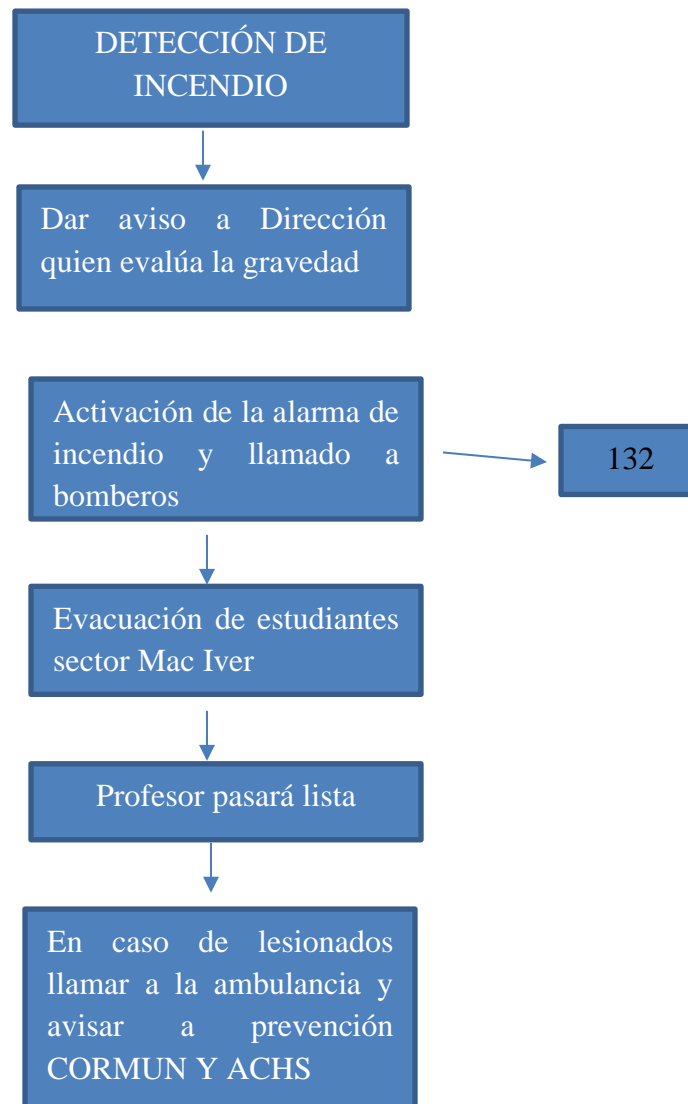 DETECCIÓN DE
INCENDIO
Dar aviso a Dirección
quien evalúa la gravedad
Activación de la alarma de
incendio y llamado a
bomberos
132
Evacuación de estudiantes
sector Mac Iver
Profesor pasará lista
En caso de lesionados
llamar a la ambulancia y
avisar a prevención
CORMUN Y ACHS